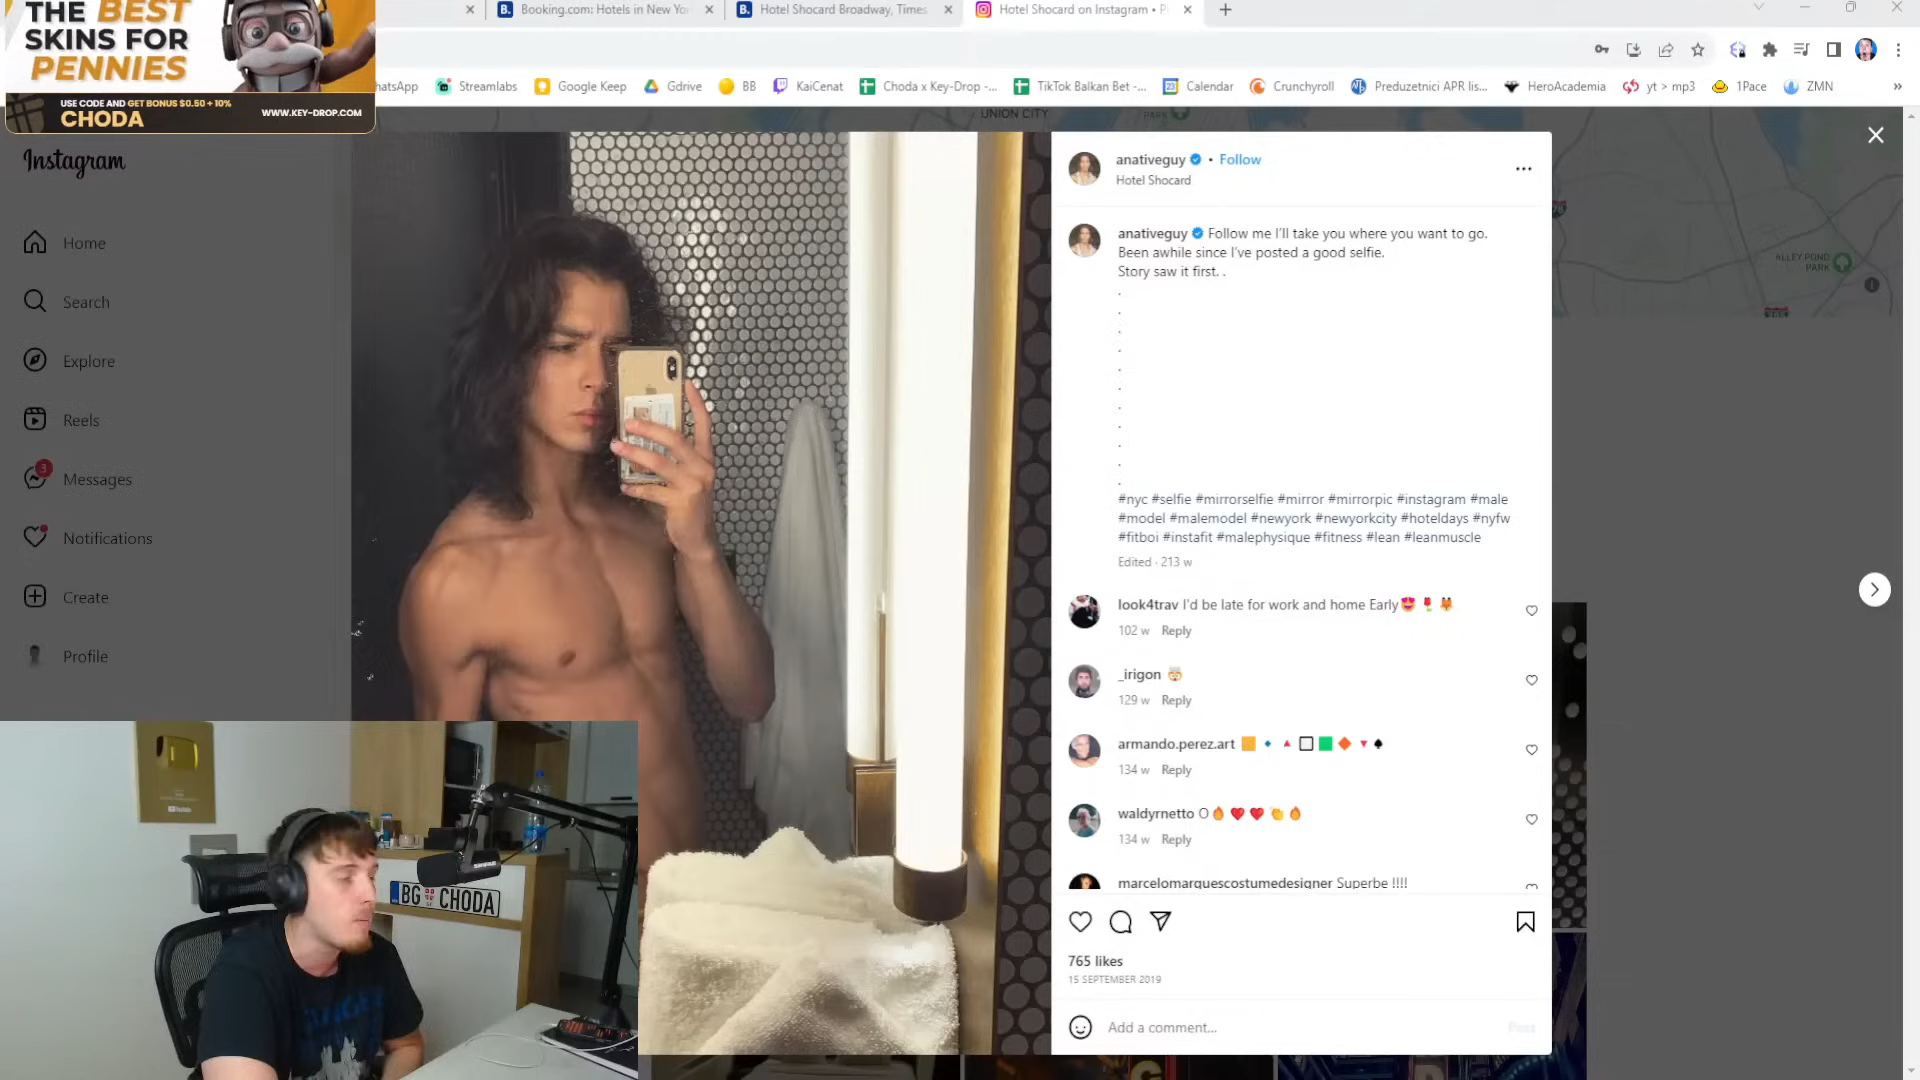 THE BEST
SKINS FOR
PENNIES
USE CODE AND GET BONUS $0.50 + 10%
CHODA
WWW.KEY-DROP.COM
Booking.com: Hotels in New Yo
Hotel Shocard Broadway, Times
Hotel Shocard on Instagram • P
hatsApp
Streamlabs
Google Keep
Gdrive
BB
KaiCenat
Choda x Key-Drop -...
TikTok Balkan Bet -...
Calendar
Crunchyroll
Preduzetnici APR lis...
HeroAcademia
yt > mp3
1Pace
ZMN
»
UNION CITY
PARK
ALLEY POND
PARK
Instagram
Home
Search
Explore
Reels
3
Messages
Notifications
Create
Profile
anativeguy • Follow
Hotel Shocard
anativeguy Follow me I'll take you where you want to go.
Been awhile since I've posted a good selfie.
Story saw it first. .
.
.
.
.
.
.
.
.
.
.
.
#nyc #selfie #mirrorselfie #mirror #mirrorpic #instagram #male
#model #malemodel #newyork #newyorkcity #hoteldays #nyfw
#fitboi #instafit #malephysique #fitness #lean #leanmuscle
Edited · 213 w
look4trav I'd be late for work and home Early😍🌹🦊
102 w Reply
_irigon 🤯
129 w Reply
armando.perez.art 🟧🔹🔺🔲🟩🔶🔻♠
134 w Reply
waldyrnetto O🔥❤❤👏🔥
134 w Reply
marcelomarquescostumedesigner Superbe !!!!
765 likes
15 SEPTEMBER 2019
Add a comment...
Post
BG CHODA